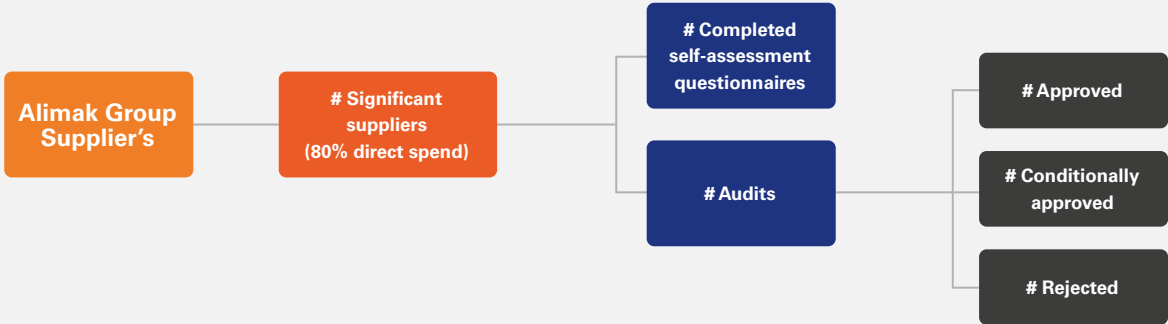 Alimak Group
Supplier's
# Significant
suppliers
(80% direct spend)
# Completed
self-assessment
questionnaires
# Audits
# Approved
# Conditionally
approved
# Rejected